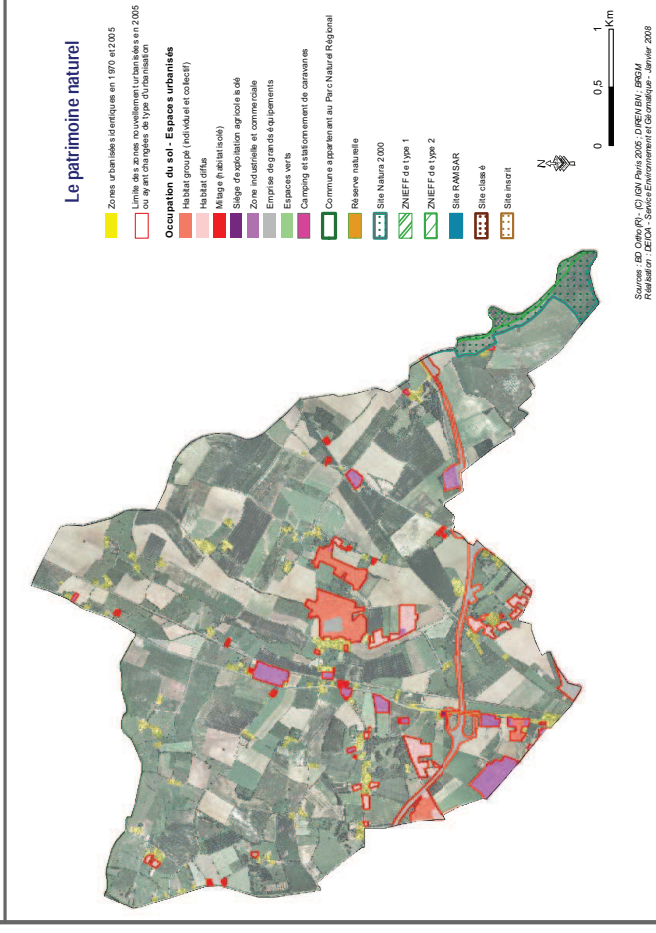 Le patrimoine naturel
Zones urbanisées identiques en 1970 et 2005
Limite des zones nouvellement urbanisées en 2005
ou ayant changées de type d'urbanisation
Occupation du sol - Espaces urbanisés
Habitat groupé (individuel et collectif)
Habitat diffus
Mitage (habitat isolé)
Siège d'exploitation agricole isolé
Zone industrielle et commerciale
Emprise de grands équipements
Espaces verts
Camping et stationnement de caravanes
Commune appartenant au Parc Naturel Régional
Réserve naturelle
Site Natura 2000
ZNIEFF de type 1
ZNIEFF de type 2
Site RAMSAR
Site classé
Site inscrit
N
0 0.5 1
Km
Sources : BD Ortho(R) - (C) IGN Paris 2005 ; DIREN BN ; BRGM
Réalisation : DEIOA - Service Environnement et Géomatique - Janvier 2008